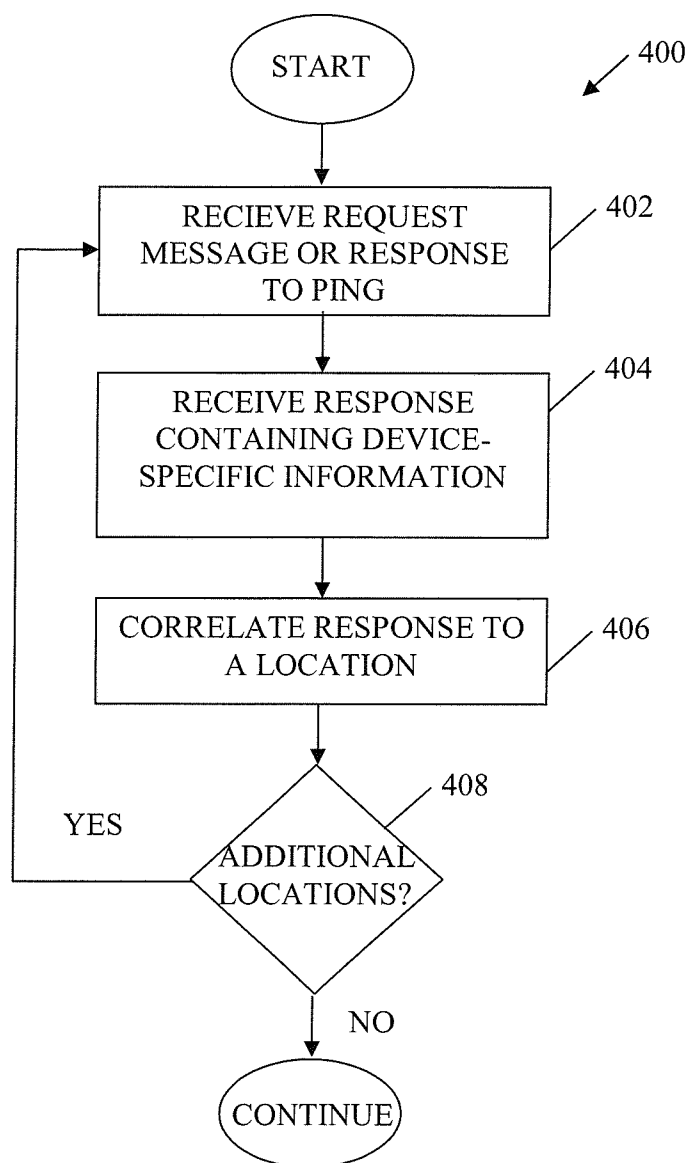 START
400
RECIEVE REQUEST
MESSAGE OR RESPONSE
TO PING
402
RECEIVE RESPONSE
CONTAINING DEVICE-
SPECIFIC INFORMATION
404
CORRELATE RESPONSE TO
A LOCATION
406
408
YES
ADDITIONAL
LOCATIONS?
NO
CONTINUE